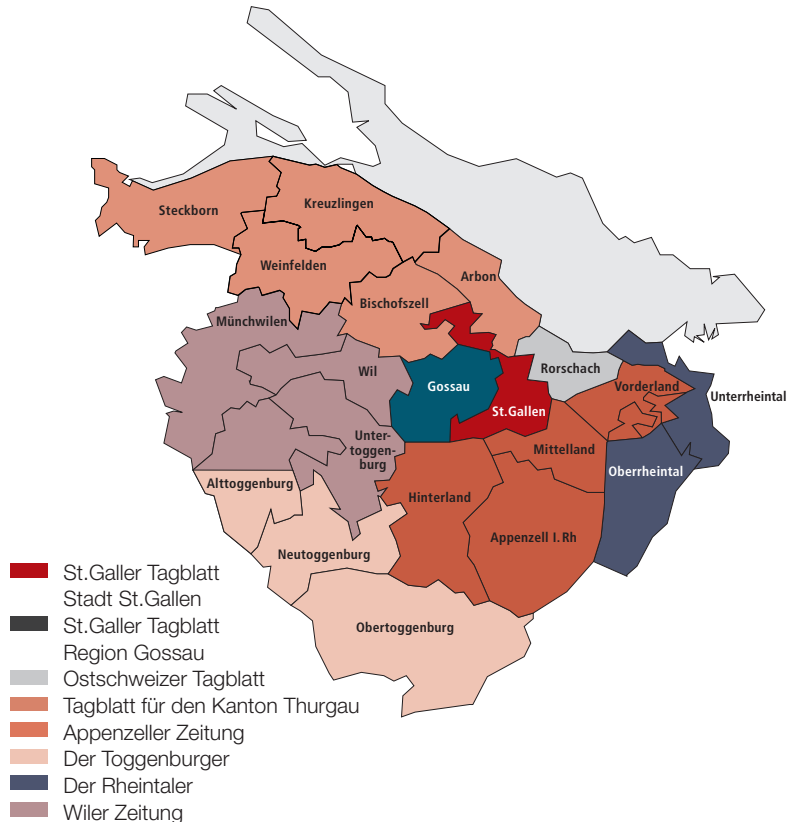 Steckborn
Kreuzlingen
Weinfelden
Arbon
Bischofszell
Münchwilen
Wil
Gossau
Rorschach
St.Gallen
Vorderland
Unterrheintal
Unter-
toggen-
burg
Mittelland
Oberrheintal
Alttoggenburg
Hinterland
Appenzell I. Rh
Neutoggenburg
Obertoggenburg
St.Galler Tagblatt
Stadt St.Gallen
St.Galler Tagblatt
Region Gossau
Ostschweizer Tagblatt
Tagblatt für den Kanton Thurgau
Appenzeller Zeitung
Der Toggenburger
Der Rheintaler
Wiler Zeitung